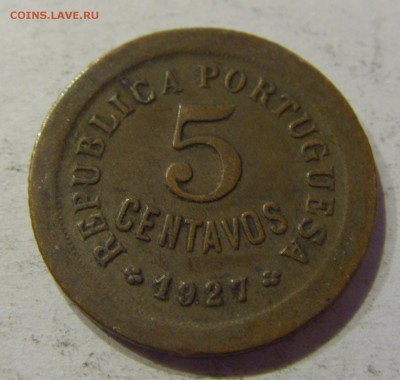 COINS.LAVE.RU
REPUBLICA PORTUGUESA
5
CENTAVOS
* 1927 *